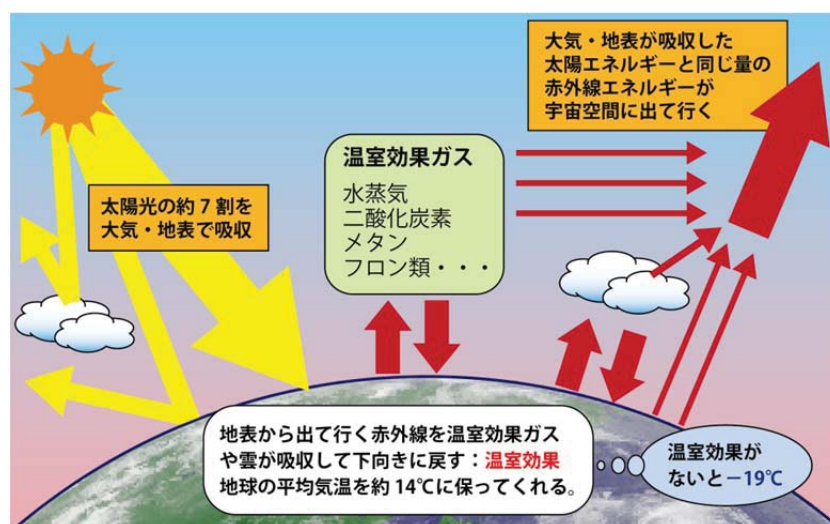 大気・地表が吸収した
太陽エネルギーと同じ量の
赤外線エネルギーが
宇宙空間に出て行く
温室効果ガス
水蒸気
二酸化炭素
メタン
フロン類・・・
太陽光の約7割を
大気・地表で吸収
地表から出て行く赤外線を温室効果ガス
や雲が吸収して下向きに戻す：温室効果
地球の平均気温を約14℃に保ってくれる。
温室効果が
ないと−19℃